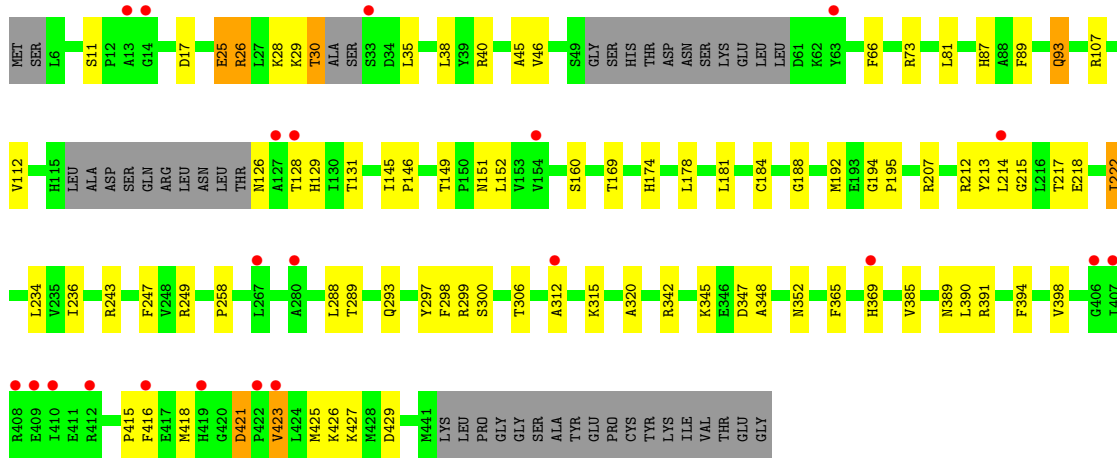 MET SER L6 S11 P12 A13 G14 D17 E25 R26 L27 K28 K29 T30 ALA SER S33 D34 L35 L38 Y39 R40 A45 V46 S49 GLY SER HIS THR ASP ASN SER LYS GLU LEU LEU D61 K62 Y63 F66 R73 L81 H87 A88 F89 Q93 R107
V112 H115 LEU ALA ASP SER GLN ARG LEU ASN LEU THR N126 A127 T128 H129 I130 T131 I145 P146 T149 P150 N151 L152 V153 V154 S160 T169 H174 L178 L181 C184 G188 M192 E193 G194 P195 R207 R212 Y213 L214 G215 L216 T217 E218 I222
L234 V235 I236 R243 F247 V248 R249 P258 L267 A280 L288 T289 Q293 Y297 F298 R299 S300 T306 A312 K315 A320 R342 K345 E346 D347 A348 N352 F365 H369 V385 N389 L390 R391 F394 V398 G406 I407
R408 E409 I410 E411 R412 P415 F416 E417 M418 H419 G420 D421 P422 V423 L424 M425 K426 K427 M428 D429 M441 LYS LEU PRO GLY GLY SER ALA TYR GLU PRO CYS TYR LYS ILE VAL THR GLU GLY